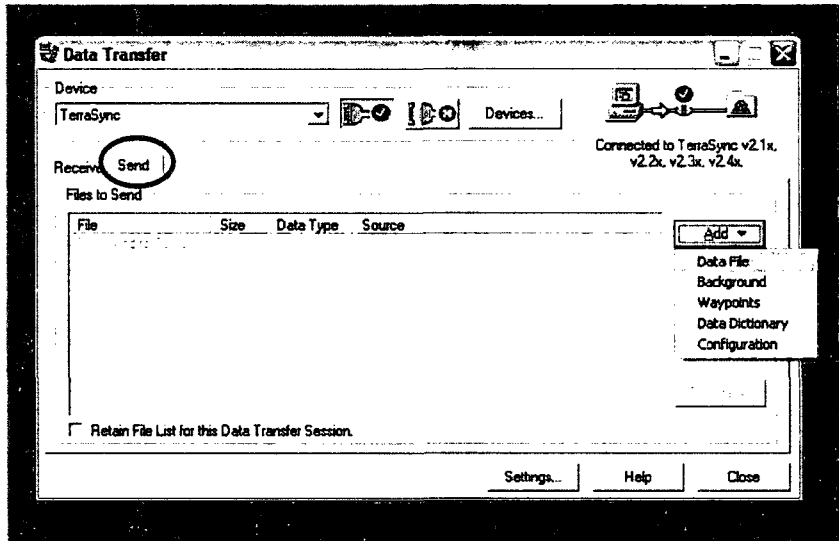 Data Transfer
Device
TerraSync
Devices...
Connected to TerraSync v2.1x,
v2.2x, v2.3x, v2.4x,
Receive
Send
Files to Send
File Size Data Type Source
Add
Data File
Background
Waypoints
Data Dictionary
Configuration
Retain File List for this Data Transfer Session.
Settings...
Help
Close